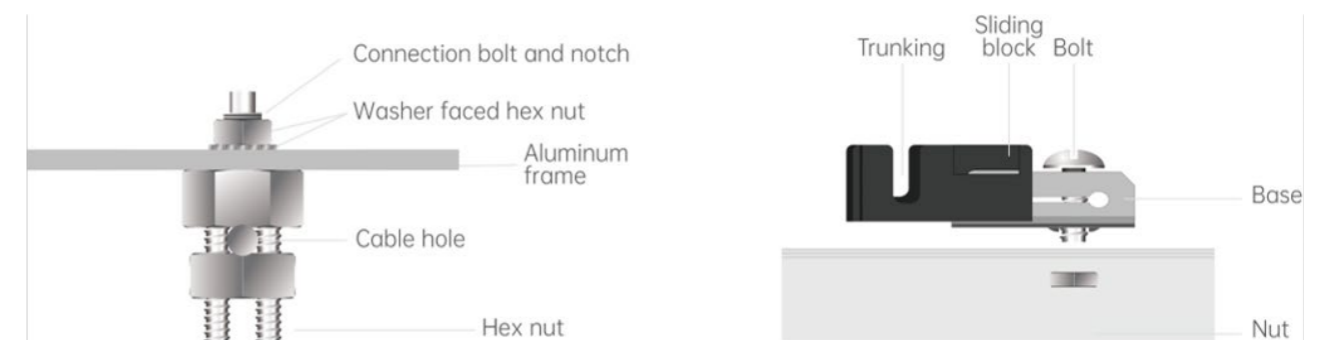 Connection bolt and notch
Washer faced hex nut
Aluminum
frame
Cable hole
Hex nut
Sliding
Trunking block Bolt
Base
Nut